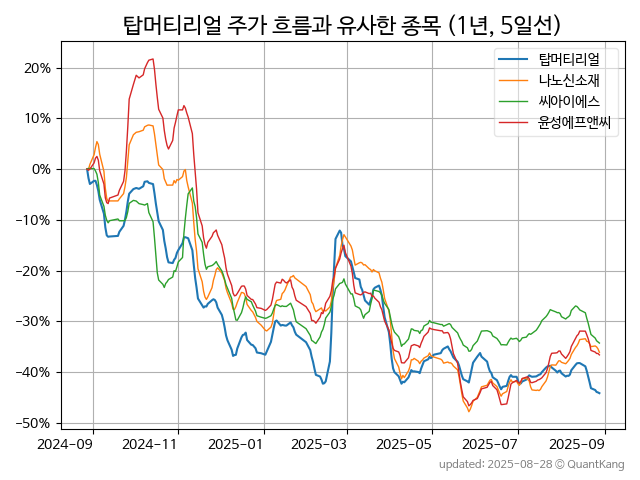 탑머티리얼 주가 흐름과 유사한 종목 (1년, 5일선)
탑머티리얼
나노신소재
씨아이에스
윤성에프앤씨
20%
10%
0%
−10%
−20%
−30%
−40%
−50%
2024-09 2024-11 2025-01 2025-03 2025-05 2025-07 2025-09
updated: 2025-08-28 © QuantKang